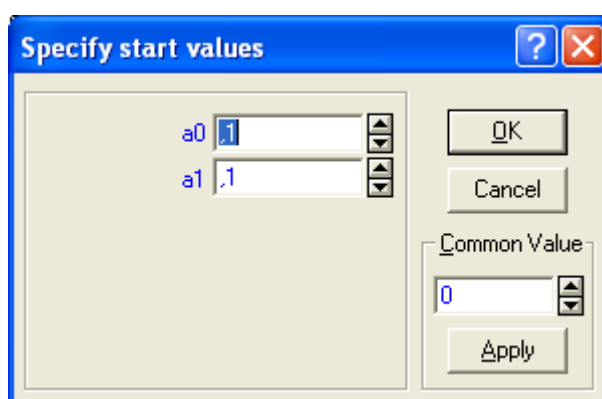 Specify start values
?
a0 ,1
a1 ,1
OK
Cancel
Common Value
0
Apply